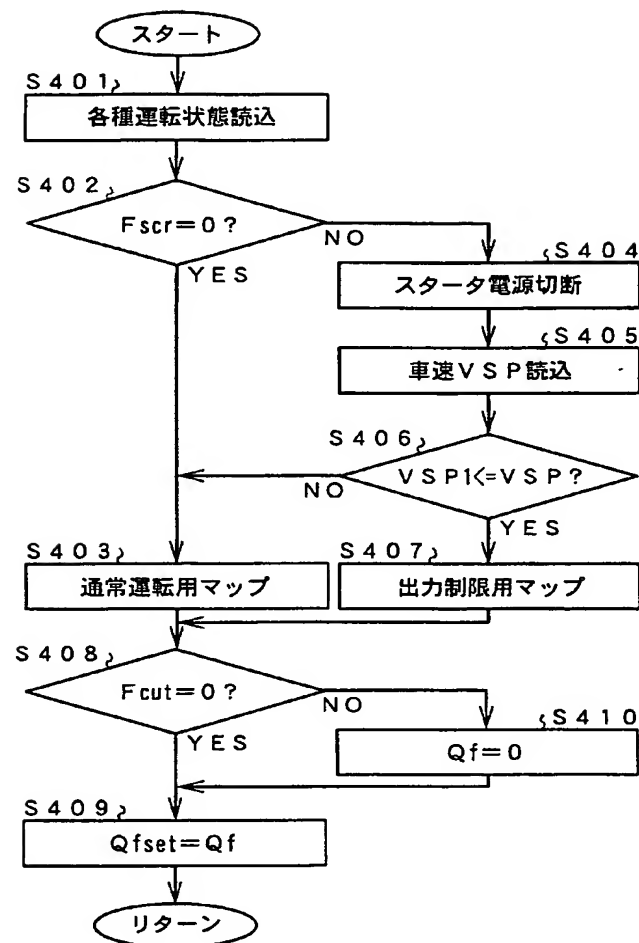 スタート
S401
各種運転状態読込
S402
Fscr=0?
NO
YES
S404
スタータ電源切断
S405
車速VSP読込
S406
VSP1<=VSP?
NO
YES
S403
通常運転用マップ
S407
出力制限用マップ
S408
Fcut=0?
NO
YES
S410
Qf=0
S409
Qfset=Qf
リターン